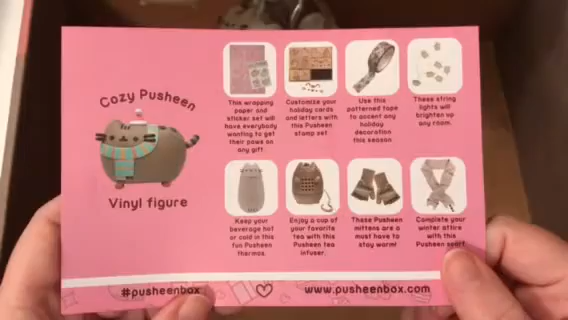 Cozy Pusheen
Vinyl figure
This wrapping
paper and
sticker set will
have everybody
wanting to get
their paws on
any gift.
Customize your
holiday cards
and letters with
this Pusheen
stamp set
Use this
patterned tape
to accent any
holiday
decoration
this season
These string
lights will
brighten up
any room.
Keep your
beverage hot
or cold in this
fun Pusheen
thermos.
Enjoy a cup of
your favorite
tea with this
Pusheen tea
infuser.
These Pusheen
mittens are a
must have to
stay warm!
Complete your
winter attire
with this
Pusheen scarf.
#pusheenbox
www.pusheenbox.com